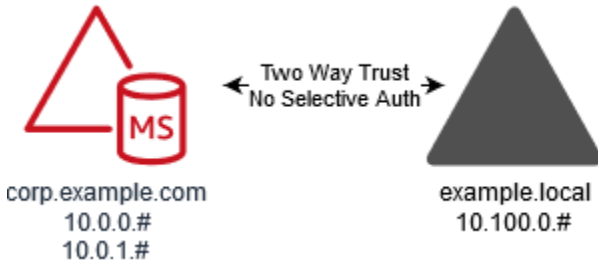 MS
Two Way Trust
No Selective Auth
corp.example.com
10.0.0.#
10.0.1.#
example.local
10.100.0.#